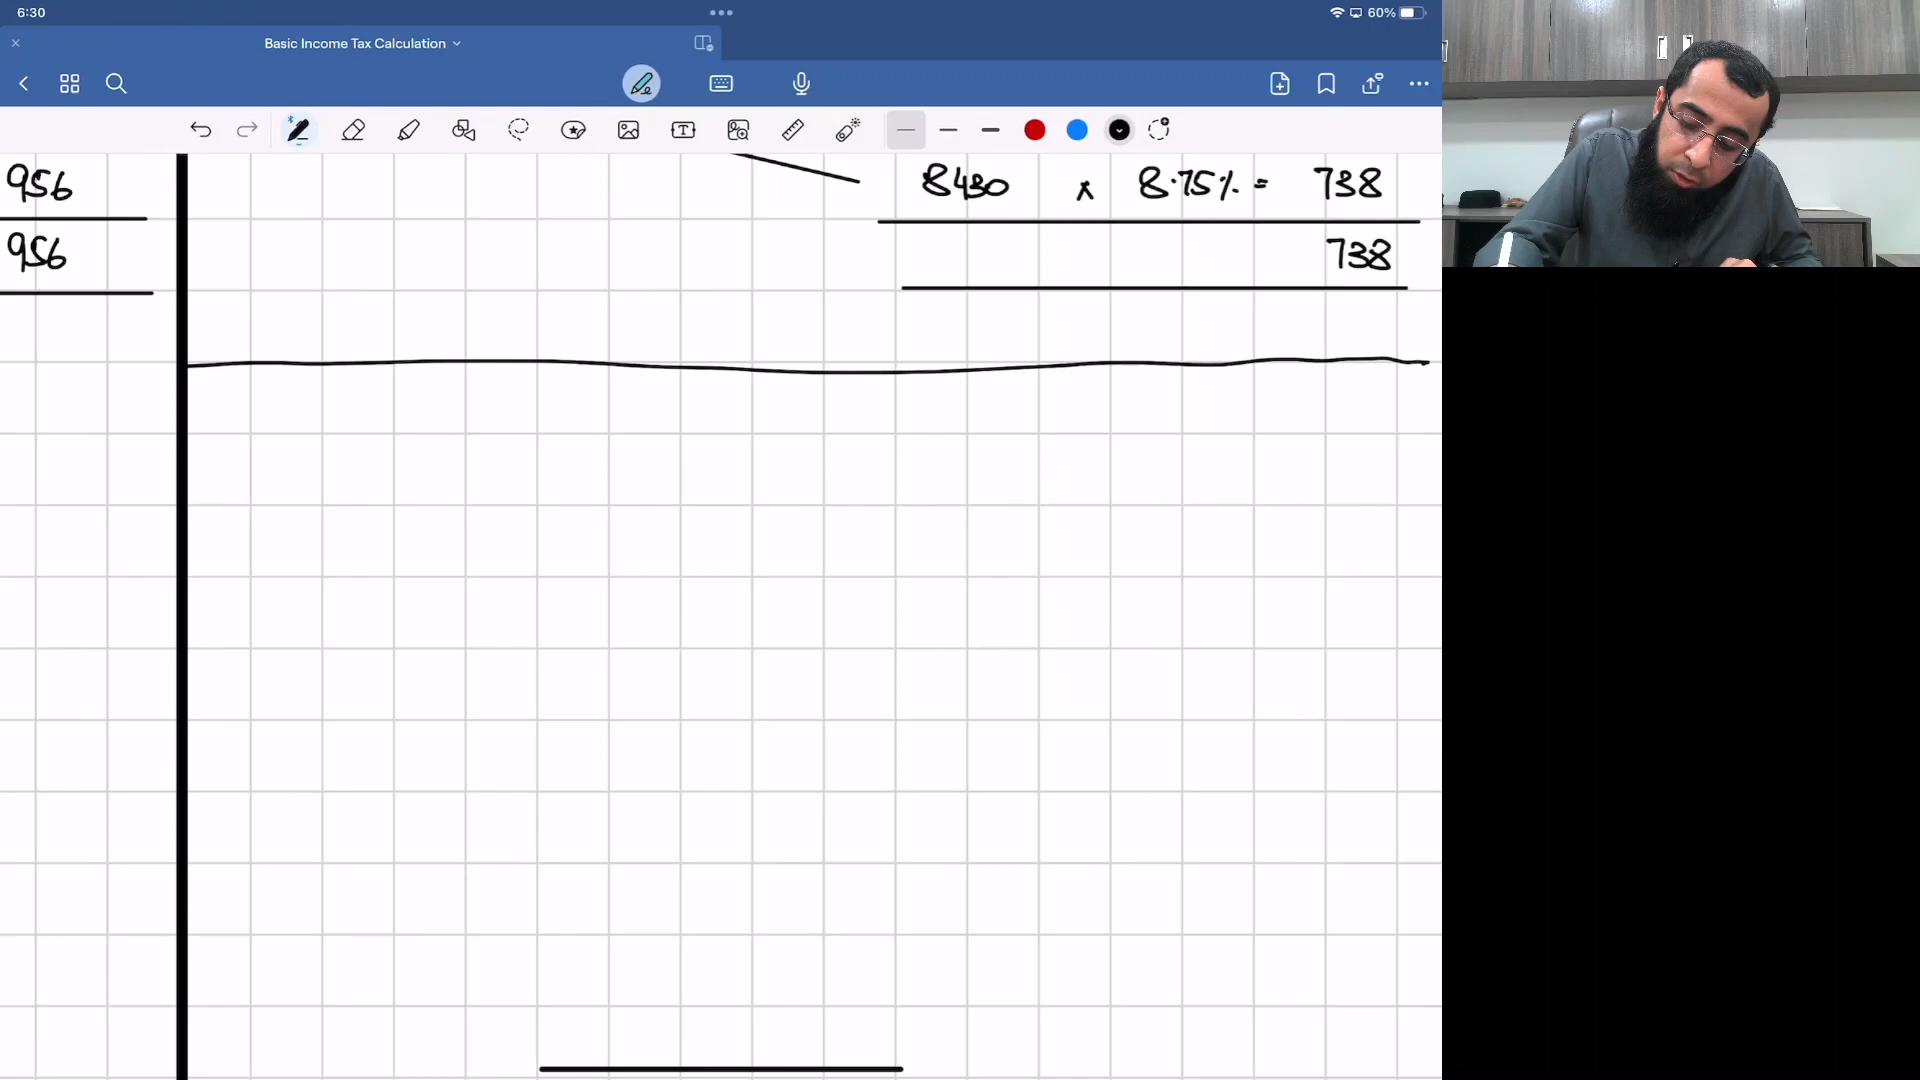 6:30
60%
Basic Income Tax Calculation
956
8430 x 8.75% = 738
956
738